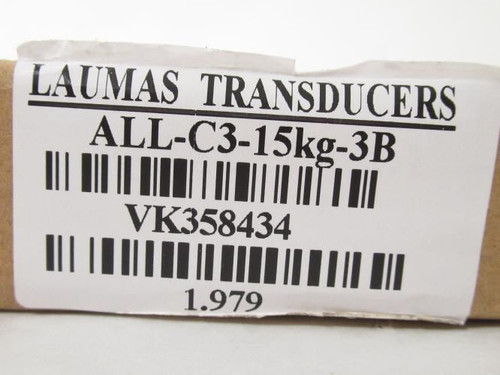 LAUMAS TRANSDUCERS
ALL-C3-15kg-3B
VK358434
1.979